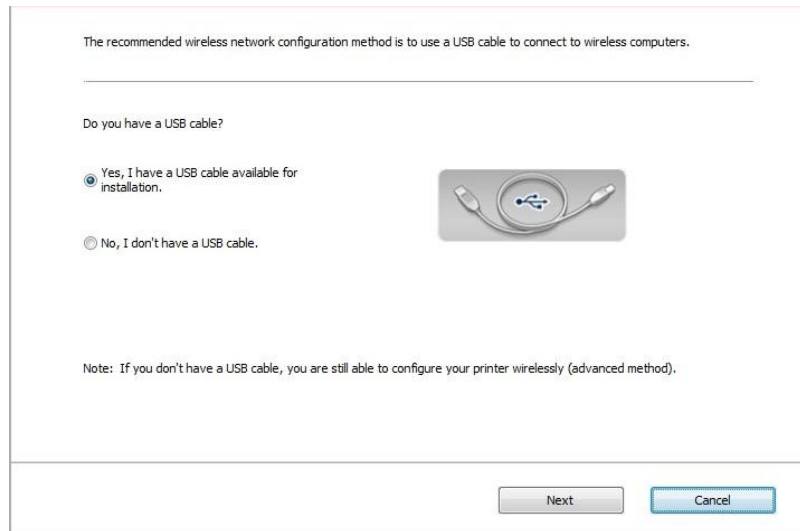 The recommended wireless network configuration method is to use a USB cable to connect to wireless computers.
Do you have a USB cable?
Yes, I have a USB cable available for
installation.
No, I don't have a USB cable.
Note: If you don't have a USB cable, you are still able to configure your printer wirelessly (advanced method).
Next
Cancel